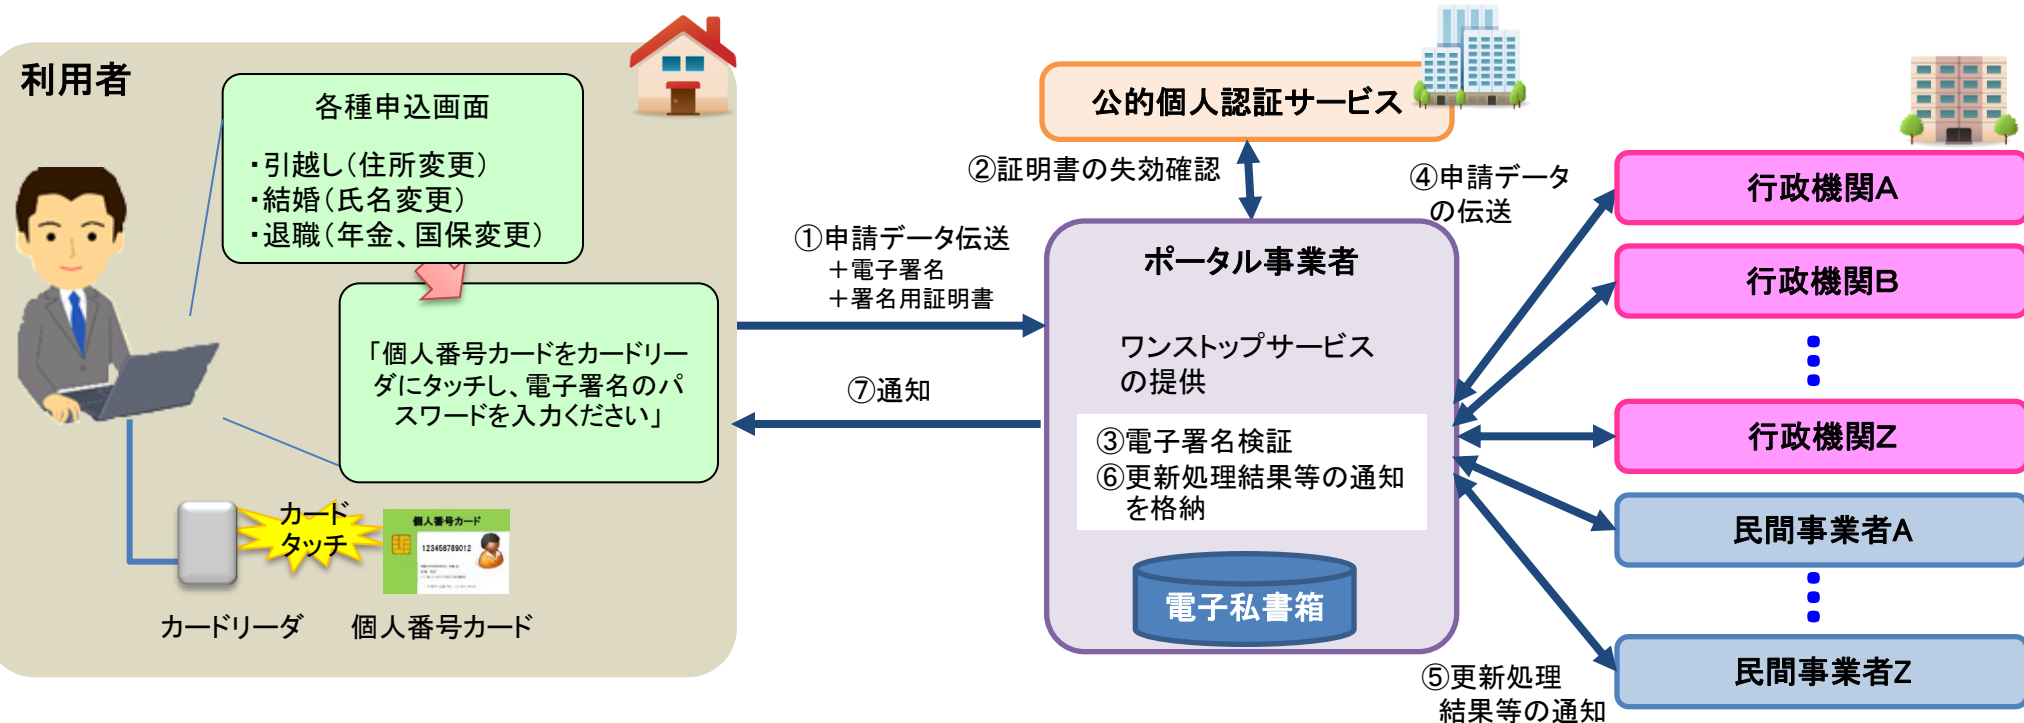 利用者
各種申込画面
・引越し(住所変更)
・結婚(氏名変更)
・退職(年金、国保変更)
「個人番号カードをカードリー
ダにタッチし、電子署名のパ
スワードを入力ください」
カード
タッチ
個人番号カード
123456789012
カードリーダ
個人番号カード
①申請データ伝送
+電子署名
+署名用証明書
⑦通知
公的個人認証サービス
②証明書の失効確認
ポータル事業者
ワンストップサービス
の提供
③電子署名検証
⑥更新処理結果等の通知
を格納
電子私書箱
④申請データ
の伝送
⑤更新処理
結果等の通知
行政機関A
行政機関B
行政機関Z
民間事業者A
民間事業者Z